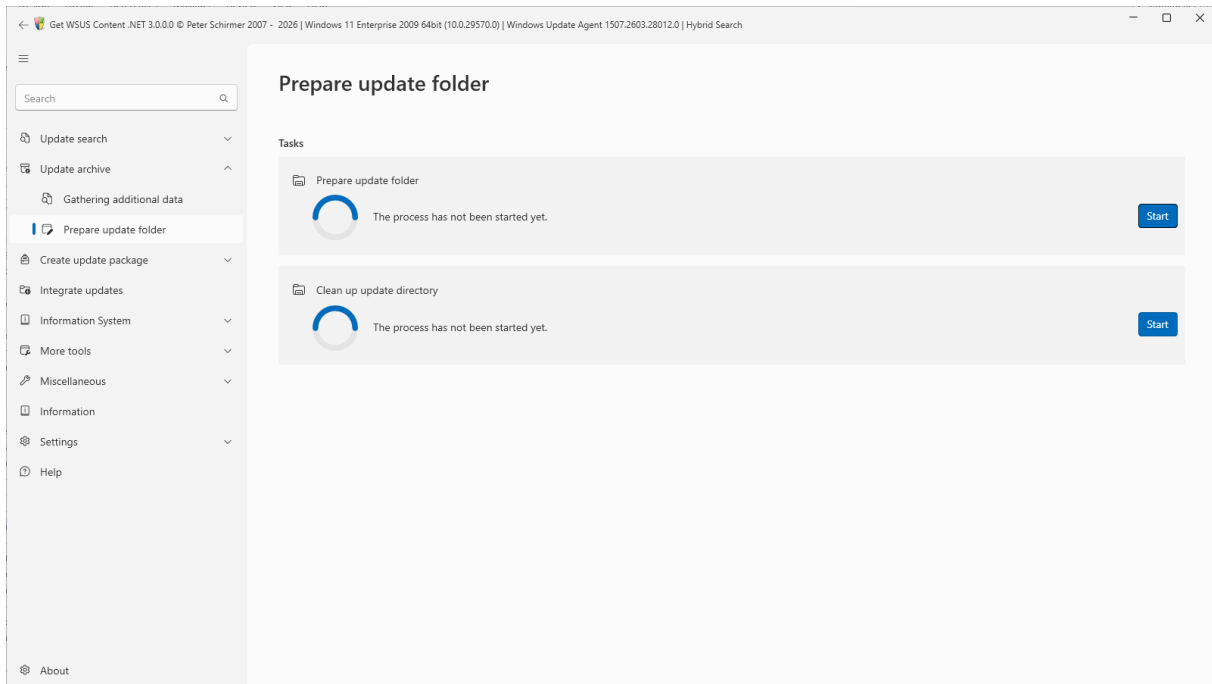 Get WSUS Content .NET 3.0.0.0 © Peter Schirmer 2007 - 2026 | Windows 11 Enterprise 2009 64bit (10.0.29570.0) | Windows Update Agent 1507.2603.28012.0 | Hybrid Search
Search
Update search
Update archive
Gathering additional data
Prepare update folder
Create update package
Integrate updates
Information System
More tools
Miscellaneous
Information
Settings
Help
About
Prepare update folder
Tasks
Prepare update folder
The process has not been started yet.
Start
Clean up update directory
The process has not been started yet.
Start